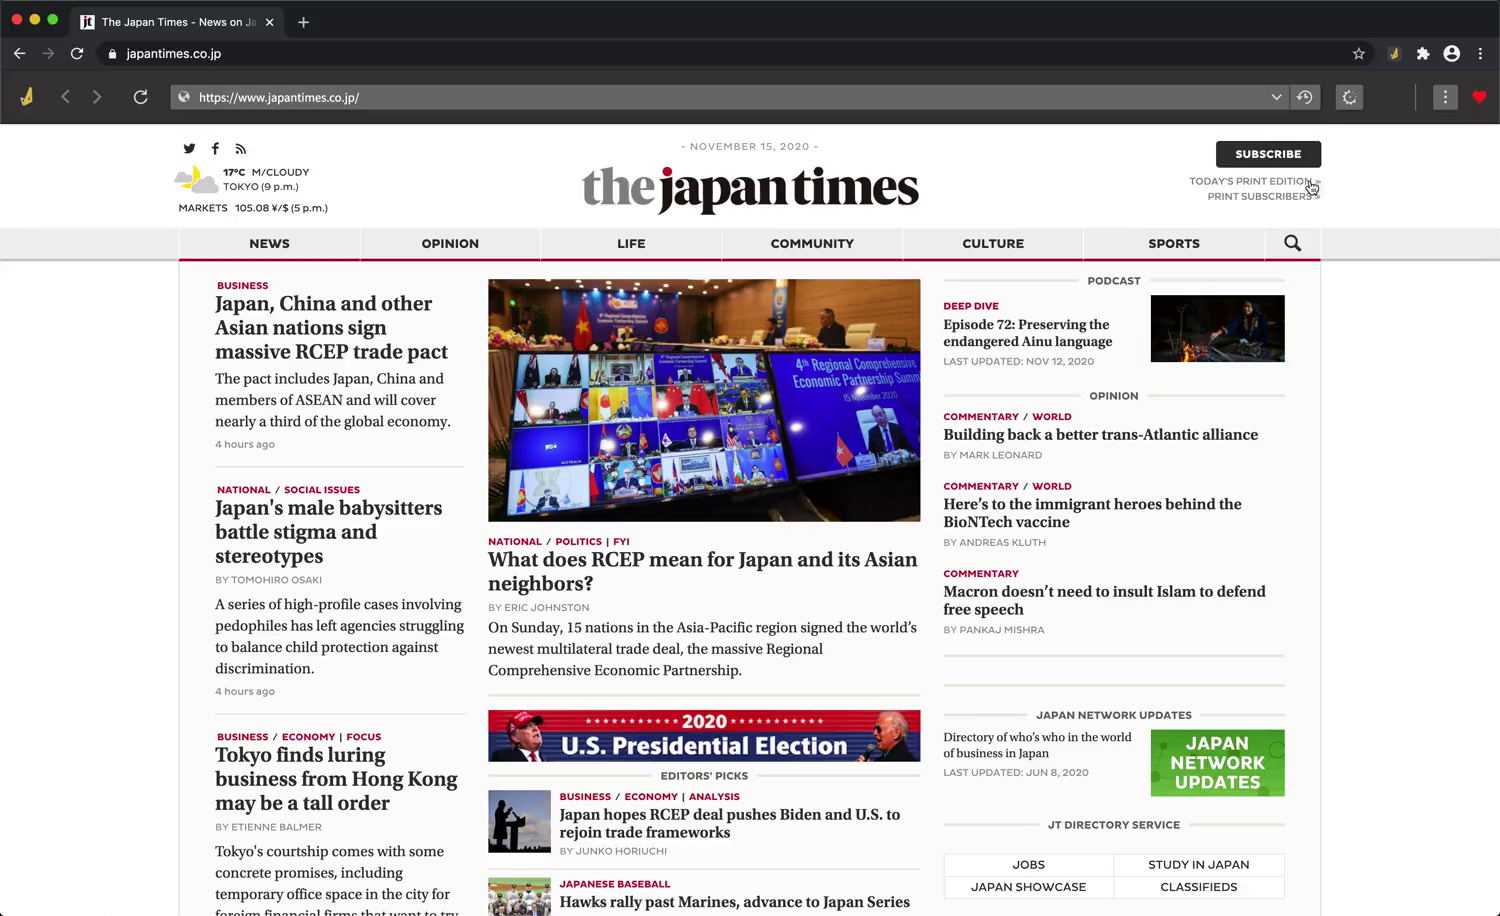 The Japan Times - News on Ja
japantimes.co.jp
https://www.japantimes.co.jp/
- NOVEMBER 15, 2020 -
SUBSCRIBE
17°C M/CLOUDY
TOKYO (9 p.m.)
MARKETS 105.08 ¥/$ (5 p.m.)
the japan times
TODAY'S PRINT EDITION
PRINT SUBSCRIBERS
NEWS
OPINION
LIFE
COMMUNITY
CULTURE
SPORTS
BUSINESS
Japan, China and other
Asian nations sign
massive RCEP trade pact
The pact includes Japan, China and
members of ASEAN and will cover
nearly a third of the global economy.
4 hours ago
NATIONAL / SOCIAL ISSUES
Japan's male babysitters
battle stigma and
stereotypes
BY TOMOHIRO OSAKI
A series of high-profile cases involving
pedophiles has left agencies struggling
to balance child protection against
discrimination.
4 hours ago
BUSINESS / ECONOMY | FOCUS
Tokyo finds luring
business from Hong Kong
may be a tall order
BY ETIENNE BALMER
Tokyo's courtship comes with some
concrete promises, including
temporary office space in the city for
foreign financial firms that want to try
4th Regional Comprehensive
Economic Partnership Summ
15 November 2020
NATIONAL / POLITICS | FYI
What does RCEP mean for Japan and its Asian
neighbors?
BY ERIC JOHNSTON
On Sunday, 15 nations in the Asia-Pacific region signed the world’s
newest multilateral trade deal, the massive Regional
Comprehensive Economic Partnership.
2020
U.S. Presidential Election
EDITORS' PICKS
BUSINESS / ECONOMY | ANALYSIS
Japan hopes RCEP deal pushes Biden and U.S. to
rejoin trade frameworks
BY JUNKO HORIUCHI
JAPANESE BASEBALL
Hawks rally past Marines, advance to Japan Series
PODCAST
DEEP DIVE
Episode 72: Preserving the
endangered Ainu language
LAST UPDATED: NOV 12, 2020
OPINION
COMMENTARY / WORLD
Building back a better trans-Atlantic alliance
BY MARK LEONARD
COMMENTARY / WORLD
Here’s to the immigrant heroes behind the
BioNTech vaccine
BY ANDREAS KLUTH
COMMENTARY
Macron doesn’t need to insult Islam to defend
free speech
BY PANKAJ MISHRA
JAPAN NETWORK UPDATES
Directory of who’s who in the world
of business in Japan
LAST UPDATED: JUN 8, 2020
JAPAN
NETWORK
UPDATES
JT DIRECTORY SERVICE
JOBS
STUDY IN JAPAN
JAPAN SHOWCASE
CLASSIFIEDS